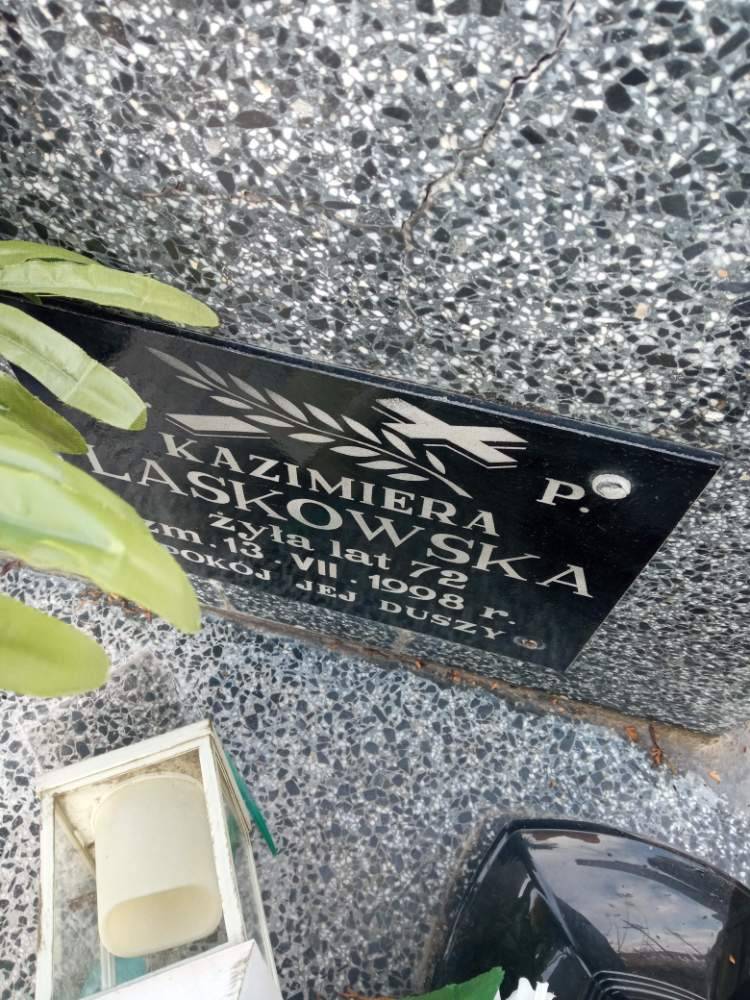 P.
KAZIMIERA
LASKOWSKA
żyła lat 72
zm. 13. VII. 1998 r.
POKÓJ JEJ DUSZY